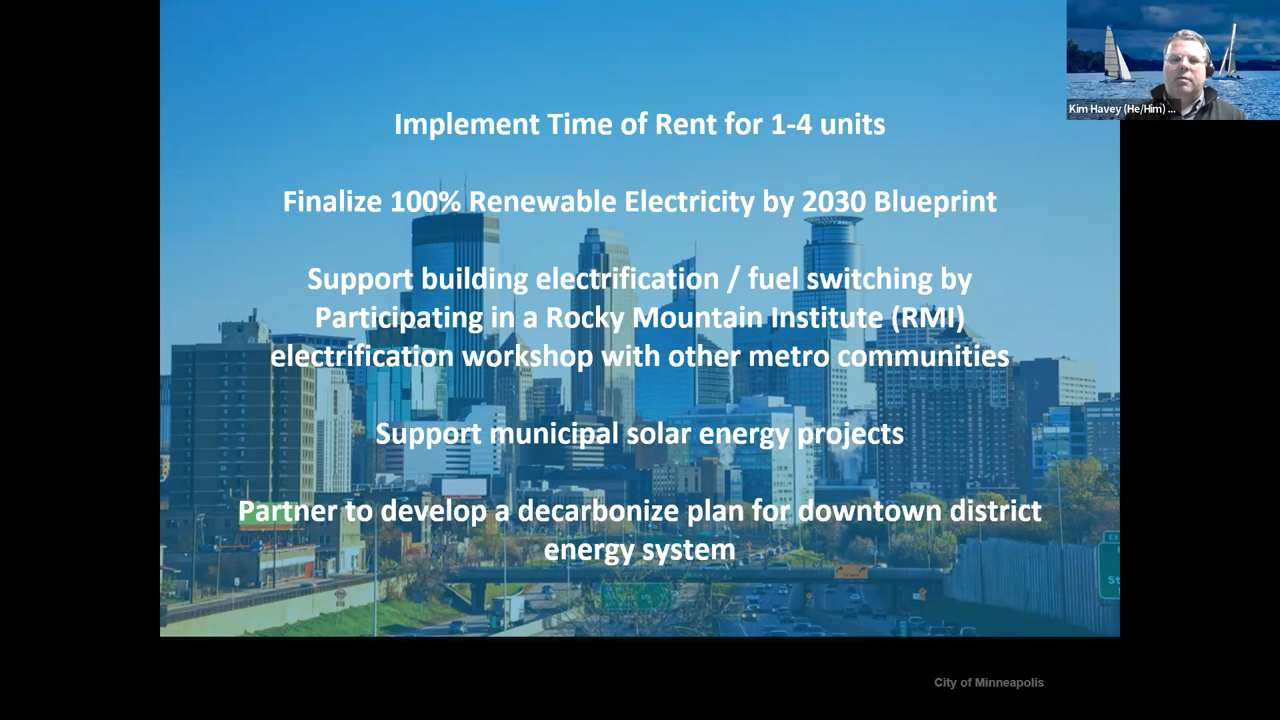 Kim Havey (He/Him) ...
Implement Time of Rent for 1-4 units
Finalize 100% Renewable Electricity by 2030 Blueprint
Support building electrification / fuel switching by
Participating in a Rocky Mountain Institute (RMI)
electrification workshop with other metro communities
Support municipal solar energy projects
Partner to develop a decarbonize plan for downtown district
energy system
City of Minneapolis